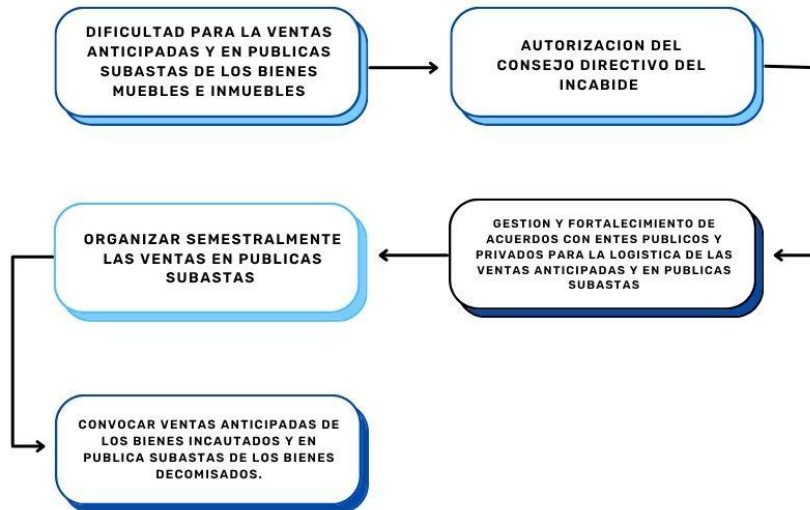 DIFICULTAD PARA LA VENTAS
ANTICIPADAS Y EN PUBLICAS
SUBASTAS DE LOS BIENES
MUEBLES E INMUEBLES
AUTORIZACION DEL
CONSEJO DIRECTIVO DEL
INCABIDE
GESTION Y FORTALECIMIENTO DE
ACUERDOS CON ENTES PUBLICOS Y
PRIVADOS PARA LA LOGISTICA DE LAS
VENTAS ANTICIPADAS Y EN PUBLICAS
SUBASTAS
ORGANIZAR SEMESTRALMENTE
LAS VENTAS EN PUBLICAS
SUBASTAS
CONVOCAR VENTAS ANTICIPADAS DE
LOS BIENES INCAUTADOS Y EN
PUBLICA SUBASTAS DE LOS BIENES
DECOMISADOS.